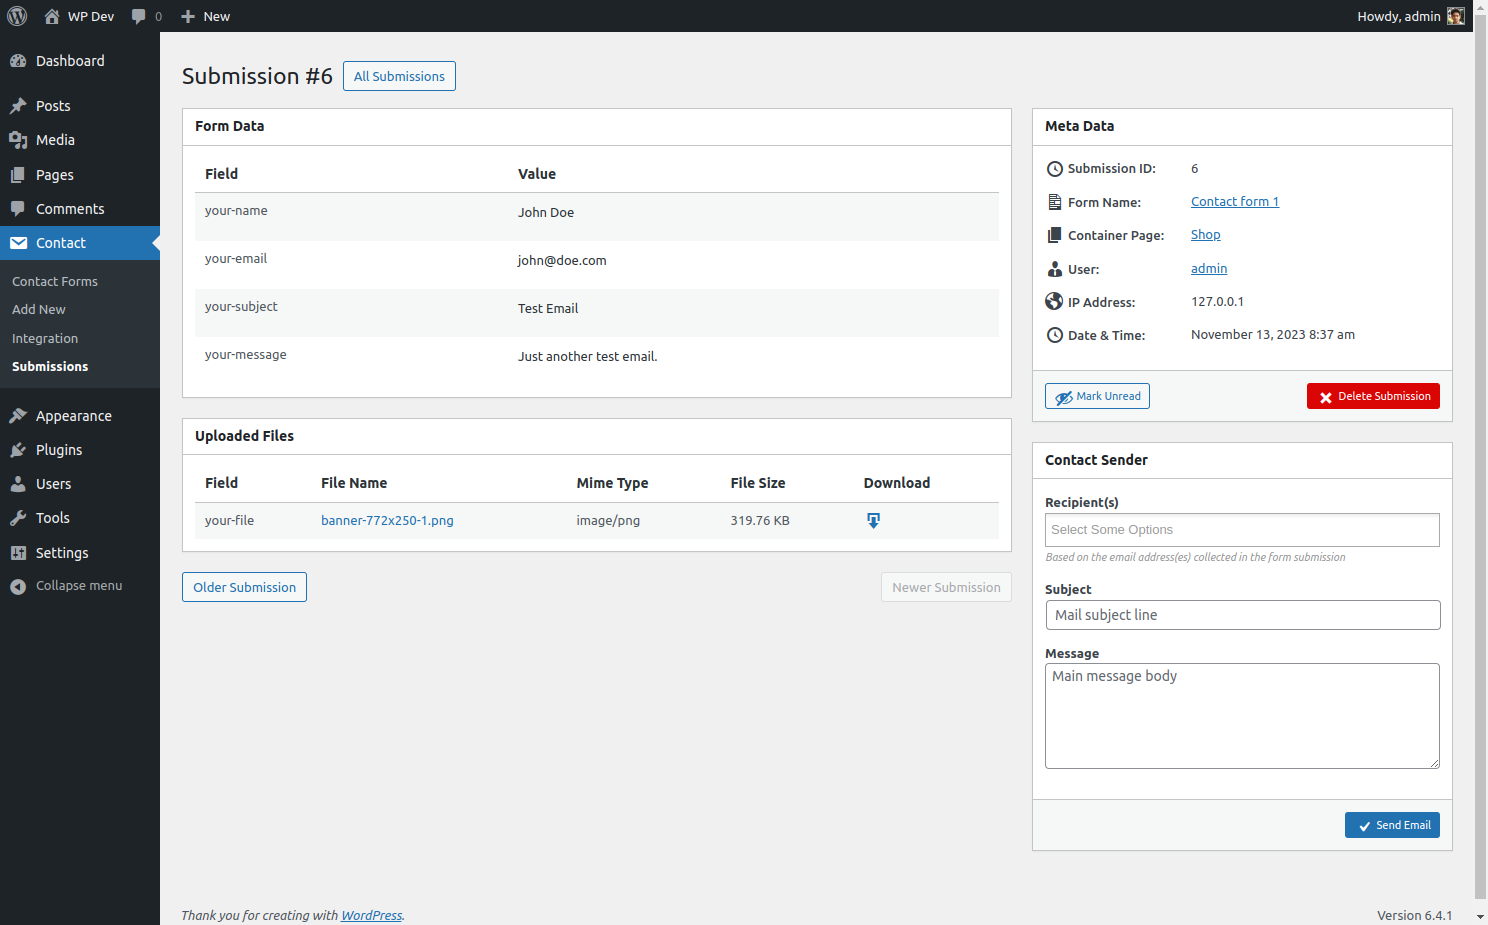 WP Dev 0 New Howdy, admin
Dashboard
Posts
Media
Pages
Comments
Contact
Contact Forms
Add New
Integration
Submissions
Appearance
Plugins
Users
Tools
Settings
Collapse menu
Submission #6 All Submissions
Form Data
Field Value
your-name John Doe
your-email john@doe.com
your-subject Test Email
your-message Just another test email.
Uploaded Files
Field File Name Mime Type File Size Download
your-file banner-772x250-1.png image/png 319.76 KB
Older Submission Newer Submission
Meta Data
Submission ID: 6
Form Name: Contact form 1
Container Page: Shop
User: admin
IP Address: 127.0.0.1
Date & Time: November 13, 2023 8:37 am
Mark Unread Delete Submission
Contact Sender
Recipient(s)
Select Some Options
Based on the email address(es) collected in the form submission
Subject
Mail subject line
Message
Main message body
Send Email
Thank you for creating with WordPress. Version 6.4.1